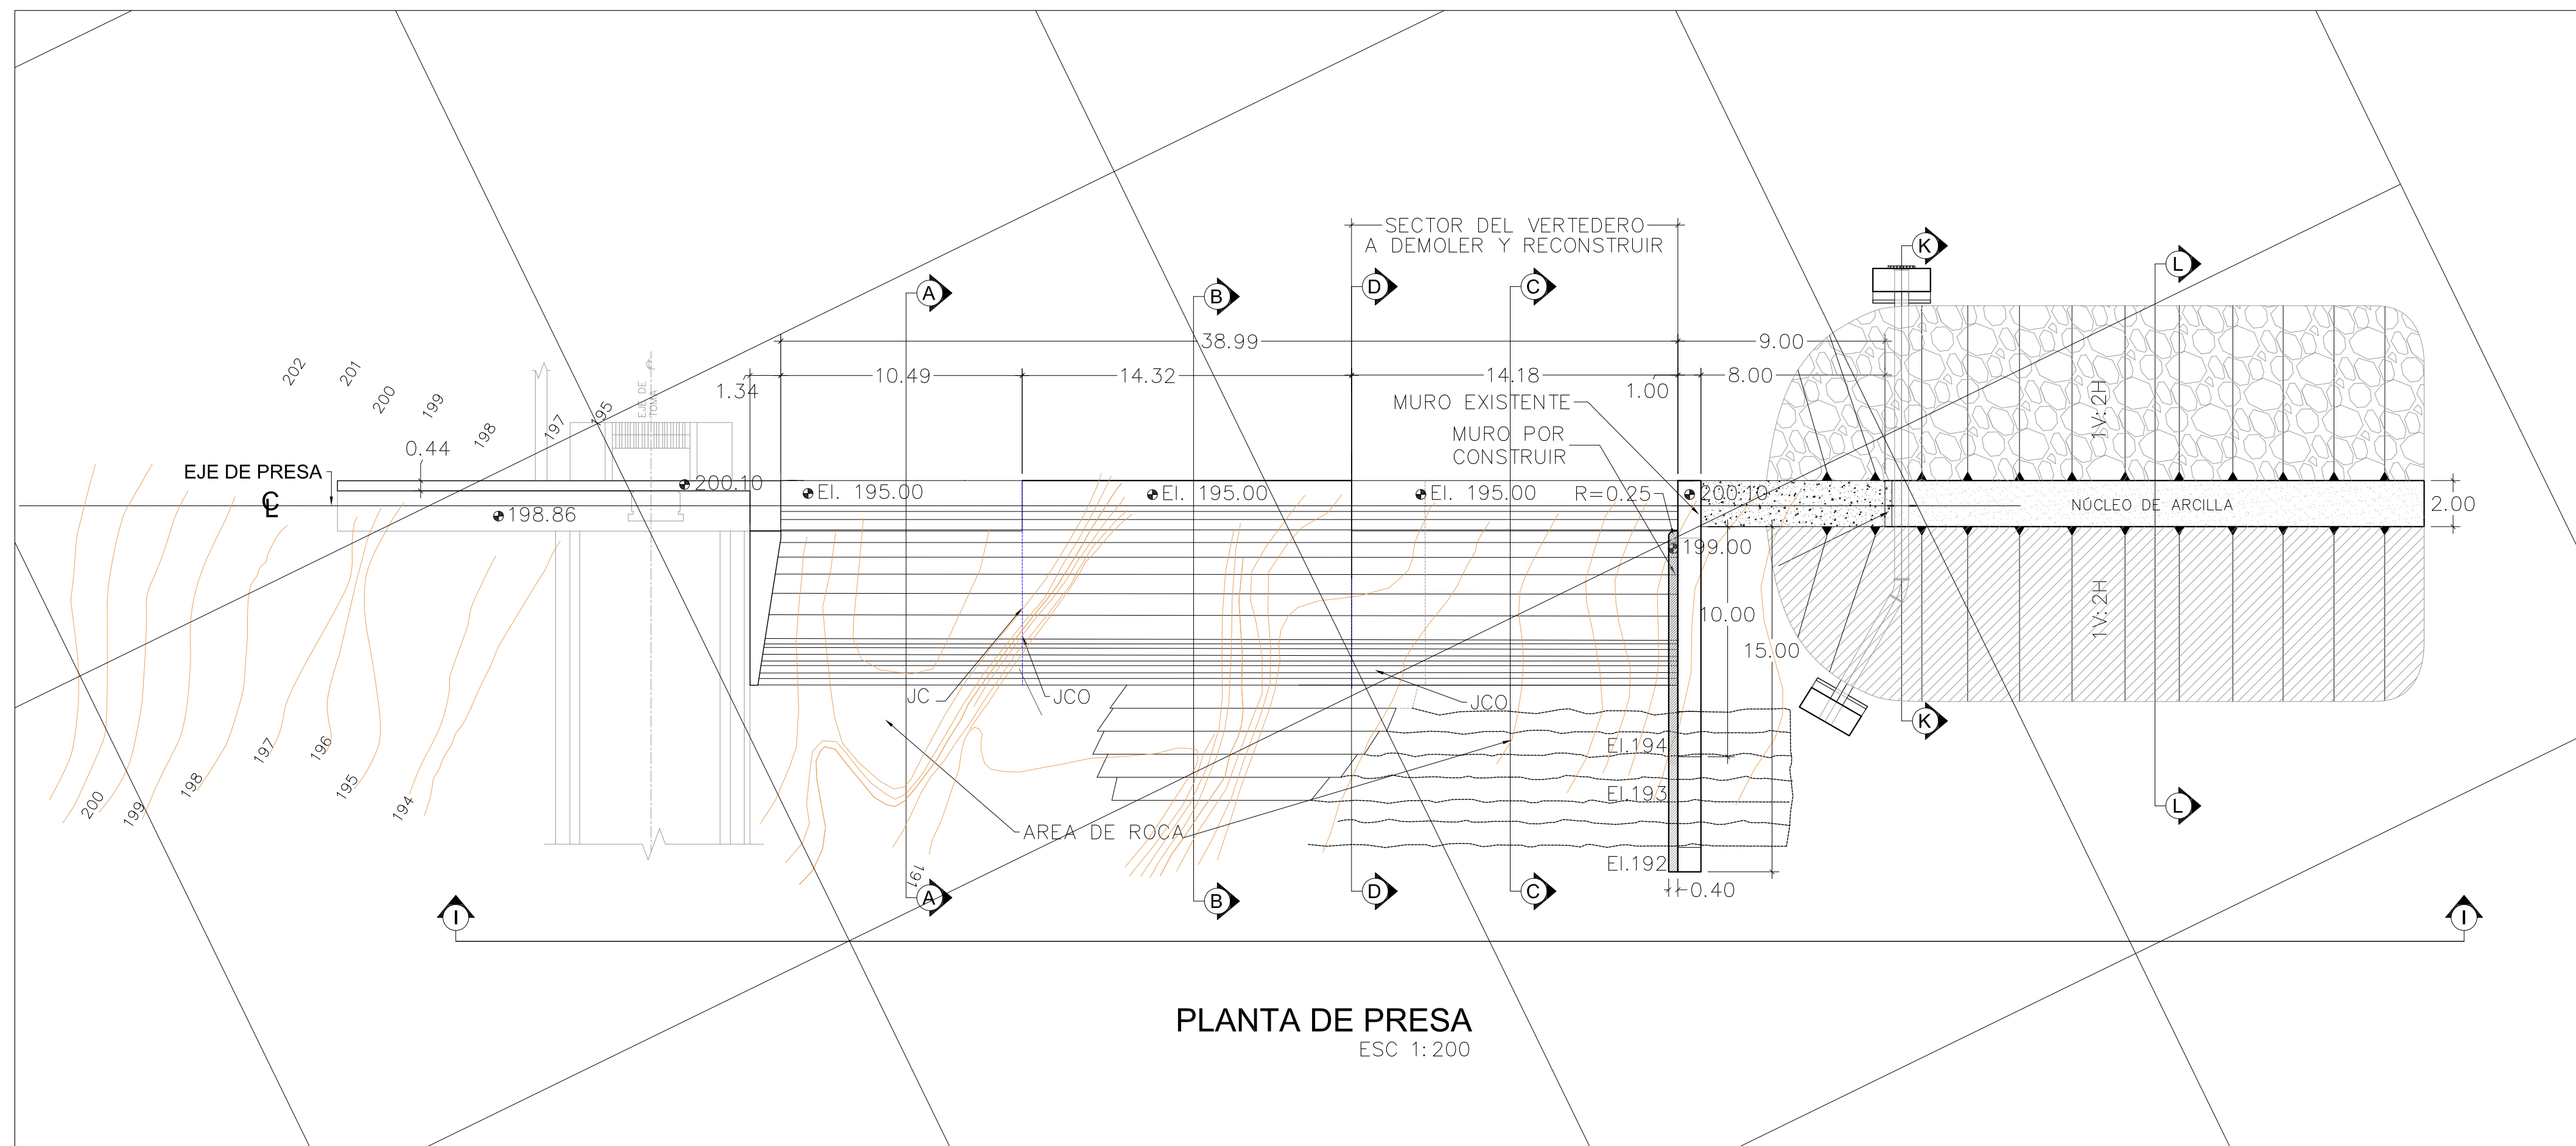 SECTOR DEL VERTEDERO
A DEMOLER Y RECONSTRUIR
K
L
A
B
D
C
38.99
9.00
1.34
10.49
14.32
14.18
1.00
8.00
MURO EXISTENTE
MURO POR
CONSTRUIR
202
201
200
199
198
197
195
EJE DE
TOMA
℄
0.44
EJE DE PRESA
℄
200.10
198.86
El. 195.00
El. 195.00
El. 195.00
R=0.25
200.10
199.00
NÚCLEO DE ARCILLA
2.00
1V:2H
1V:2H
10.00
15.00
JC
JCO
JCO
AREA DE ROCA
El.194
El.193
El.192
0.40
200
199
198
197
196
195
194
191
K
L
A
B
D
C
I
I
PLANTA DE PRESA
ESC 1:200